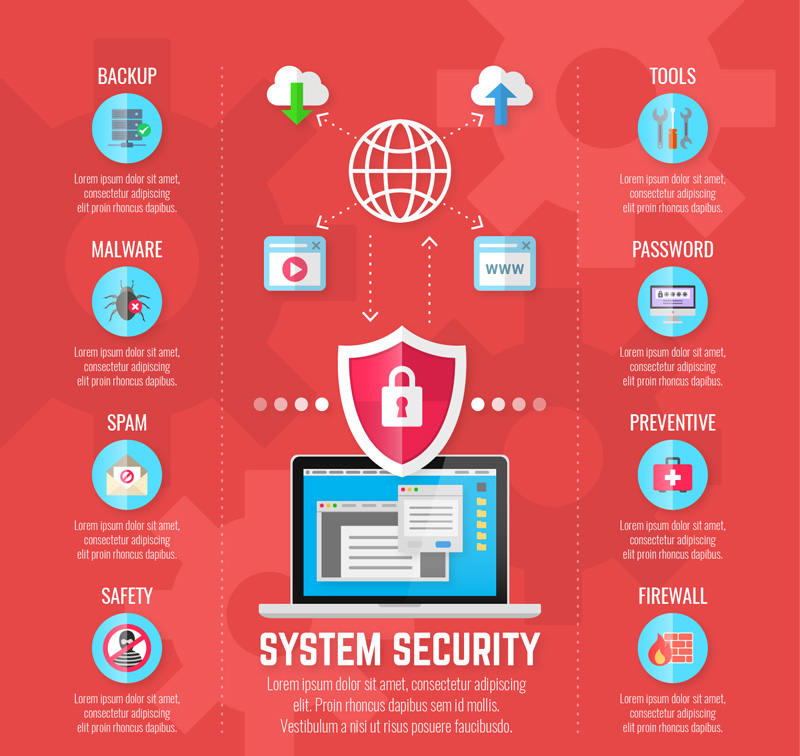 BACKUP
Lorem ipsum dolor sit amet,
consectetur adipiscing
elit proin rhoncus dapibus.
MALWARE
Lorem ipsum dolor sit amet,
consectetur adipiscing
elit proin rhoncus dapibus.
SPAM
Lorem ipsum dolor sit amet,
consectetur adipiscing
elit proin rhoncus dapibus.
SAFETY
Lorem ipsum dolor sit amet,
consectetur adipiscing
elit proin rhoncus dapibus.
WWW
SYSTEM SECURITY
Lorem ipsum dolor sit amet, consectetur adipiscing
elit. Proin rhoncus dapibus sem id mollis.
Vestibulum a nisi ut risus posuere faucibusdo.
TOOLS
Lorem ipsum dolor sit amet,
consectetur adipiscing
elit proin rhoncus dapibus.
PASSWORD
Lorem ipsum dolor sit amet,
consectetur adipiscing
elit proin rhoncus dapibus.
PREVENTIVE
Lorem ipsum dolor sit amet,
consectetur adipiscing
elit proin rhoncus dapibus.
FIREWALL
Lorem ipsum dolor sit amet,
consectetur adipiscing
elit proin rhoncus dapibus.